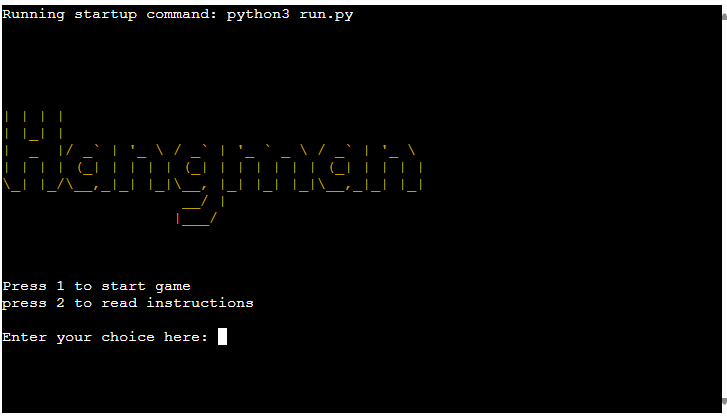 Running startup command: python3 run.py
Hangman
Press 1 to start game
press 2 to read instructions
Enter your choice here: